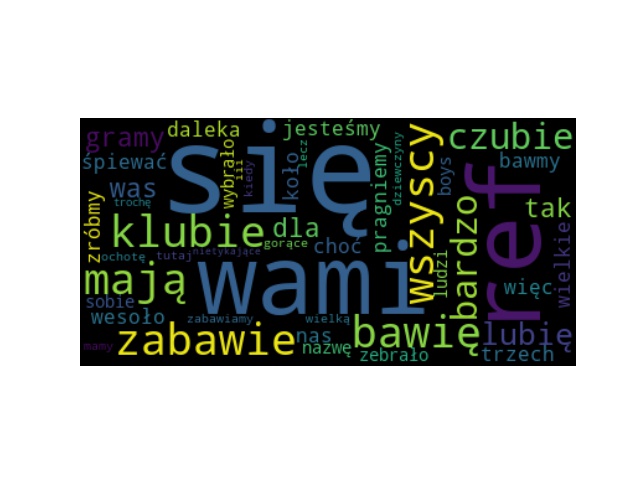 gramy
daleka
się
jesteśmy
wszyscy
czubie
śpiewać
was
trochę
wybrało
iii
kiedy
koło
lecz
pragniemy
dziewczyny
boys
ref
bawmy
tak
zróbmy
klubie
dla
gorące
choć
ochotę
tutaj
nietykające
mają
wami
ludzi
bardzo
więc
wielkie
sobie
wesoło
zabawiamy
wielką
mamy
zabawie
nas
nazwę
bawię
zebrało
lubię
trzech